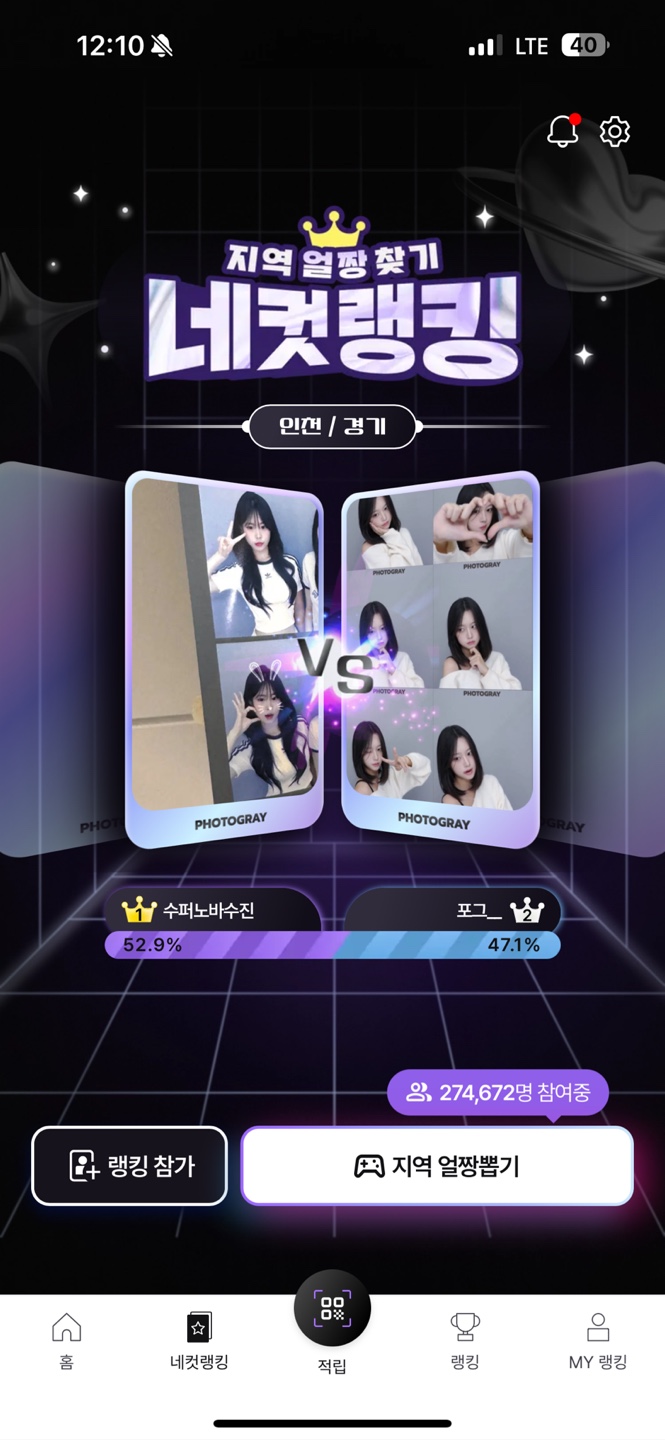 12:10
LTE 40
지역 얼짱 찾기
네컷랭킹
인천 / 경기
PHOTOGRAY PHOTOGRAY
PHOTOGRAY PHOTOGRAY
VS
PHOTOGRAY PHOTOGRAY
1 수퍼노바수진
포그__ 2
52.9% 47.1%
274,672명 참여중
랭킹 참가
지역 얼짱뽑기
홈 네컷랭킹 적립 랭킹 MY 랭킹